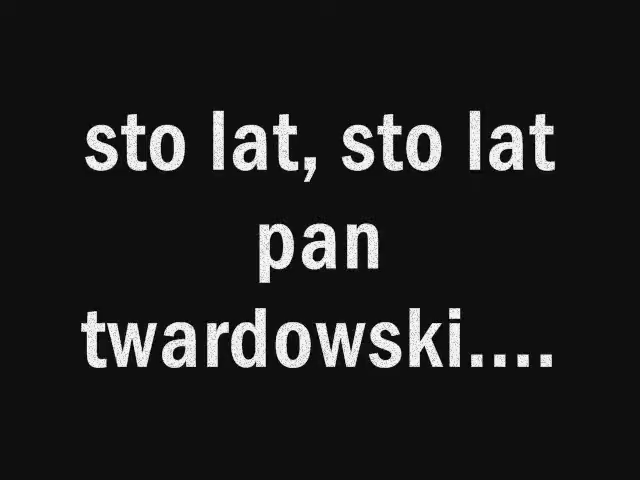 sto lat, sto lat
pan
twardowski....